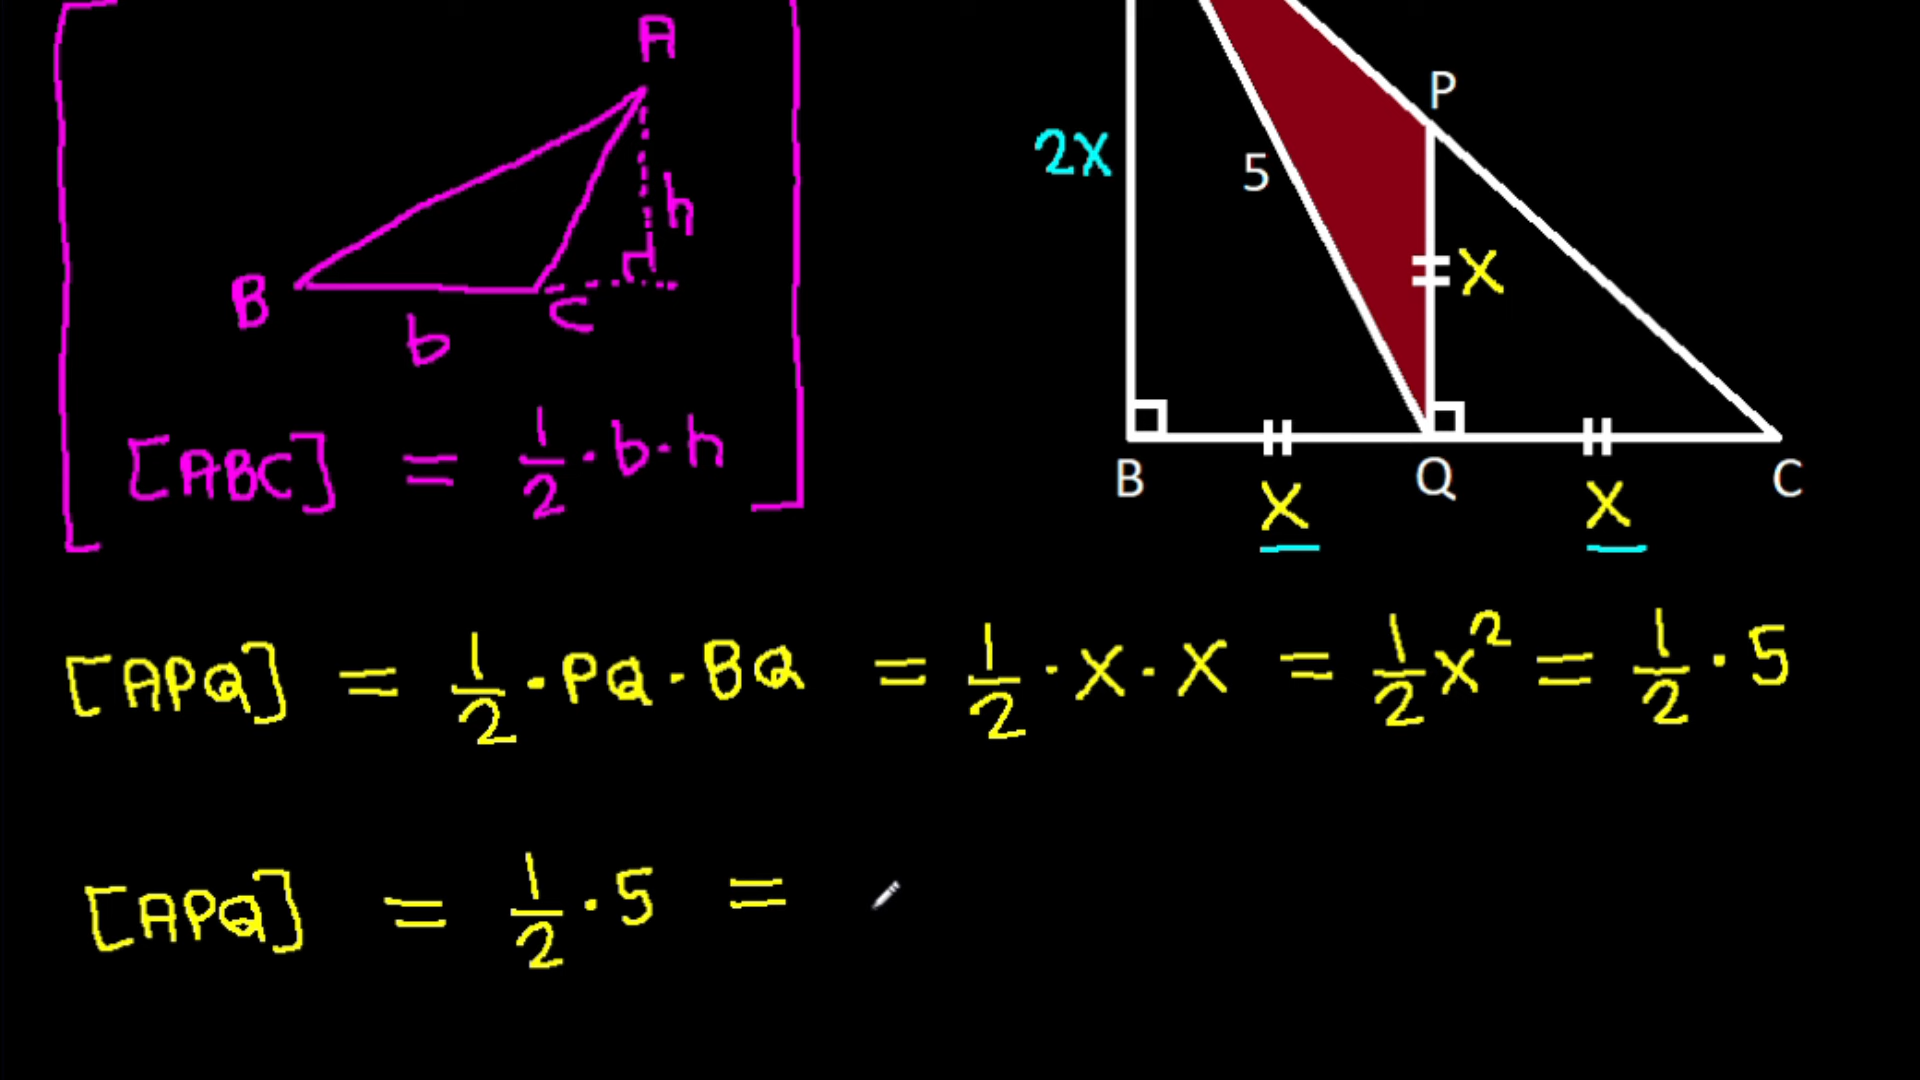 A
P
2X
5
h
X
B
C
b
[ABC] = 1/2 · b · h
B
Q
C
X
X
[APQ] = 1/2 · PQ · BQ = 1/2 · X · X = 1/2 X² = 1/2 · 5
[APQ] = 1/2 · 5 =